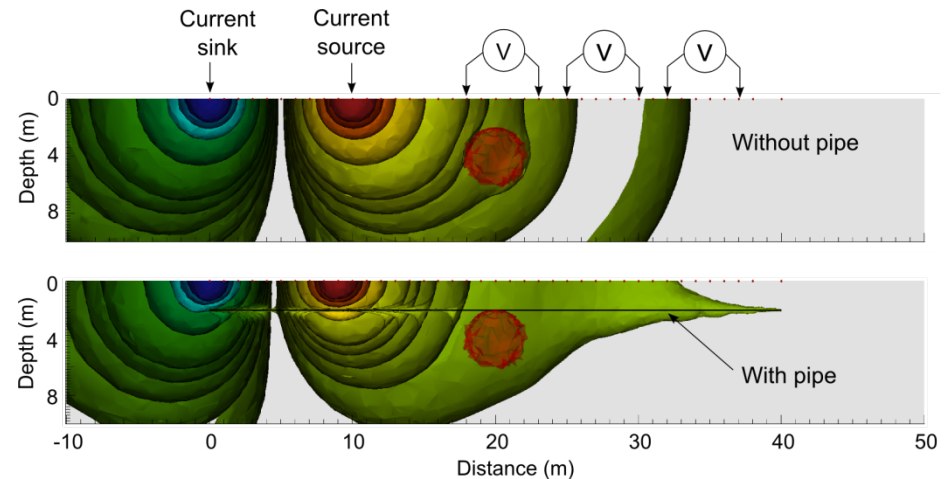 Current
sink
Current
source
V
V
V
0
4
8
Depth (m)
Without pipe
0
4
8
Depth (m)
With pipe
-10
0
10
20
30
40
50
Distance (m)